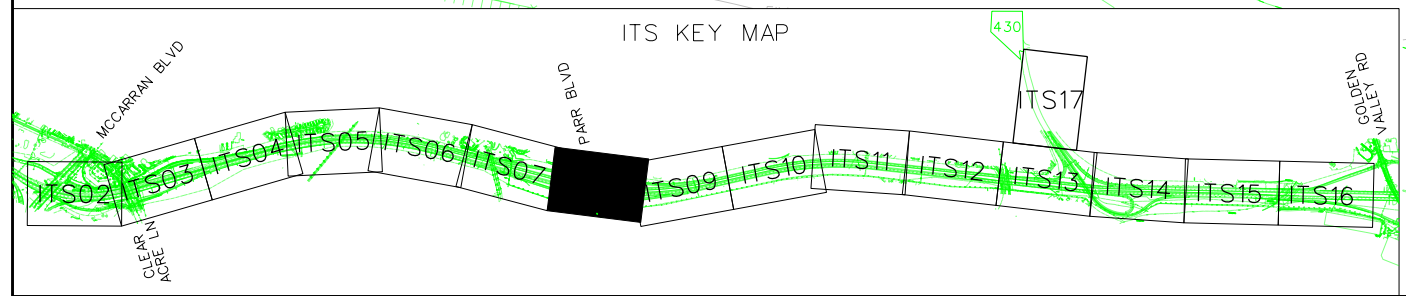 ITS KEY MAP
430
MCCARRAN BLVD
PARR BLVD
GOLDEN
VALLEY RD
ITS17
ITS02
ITS03
ITS04
ITS05
ITS06
ITS07
ITS09
ITS10
ITS11
ITS12
ITS13
ITS14
ITS15
ITS16
CLEAR
ACRE LN